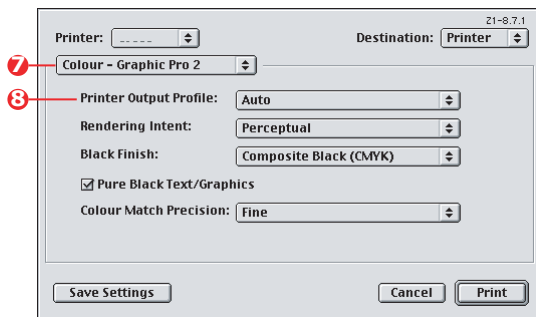 Z1-8.7.1
Printer: _____ Destination: Printer
7 Colour - Graphic Pro 2
8 Printer Output Profile: Auto
Rendering Intent: Perceptual
Black Finish: Composite Black (CMYK)
Pure Black Text/Graphics
Colour Match Precision: Fine
Save Settings Cancel Print